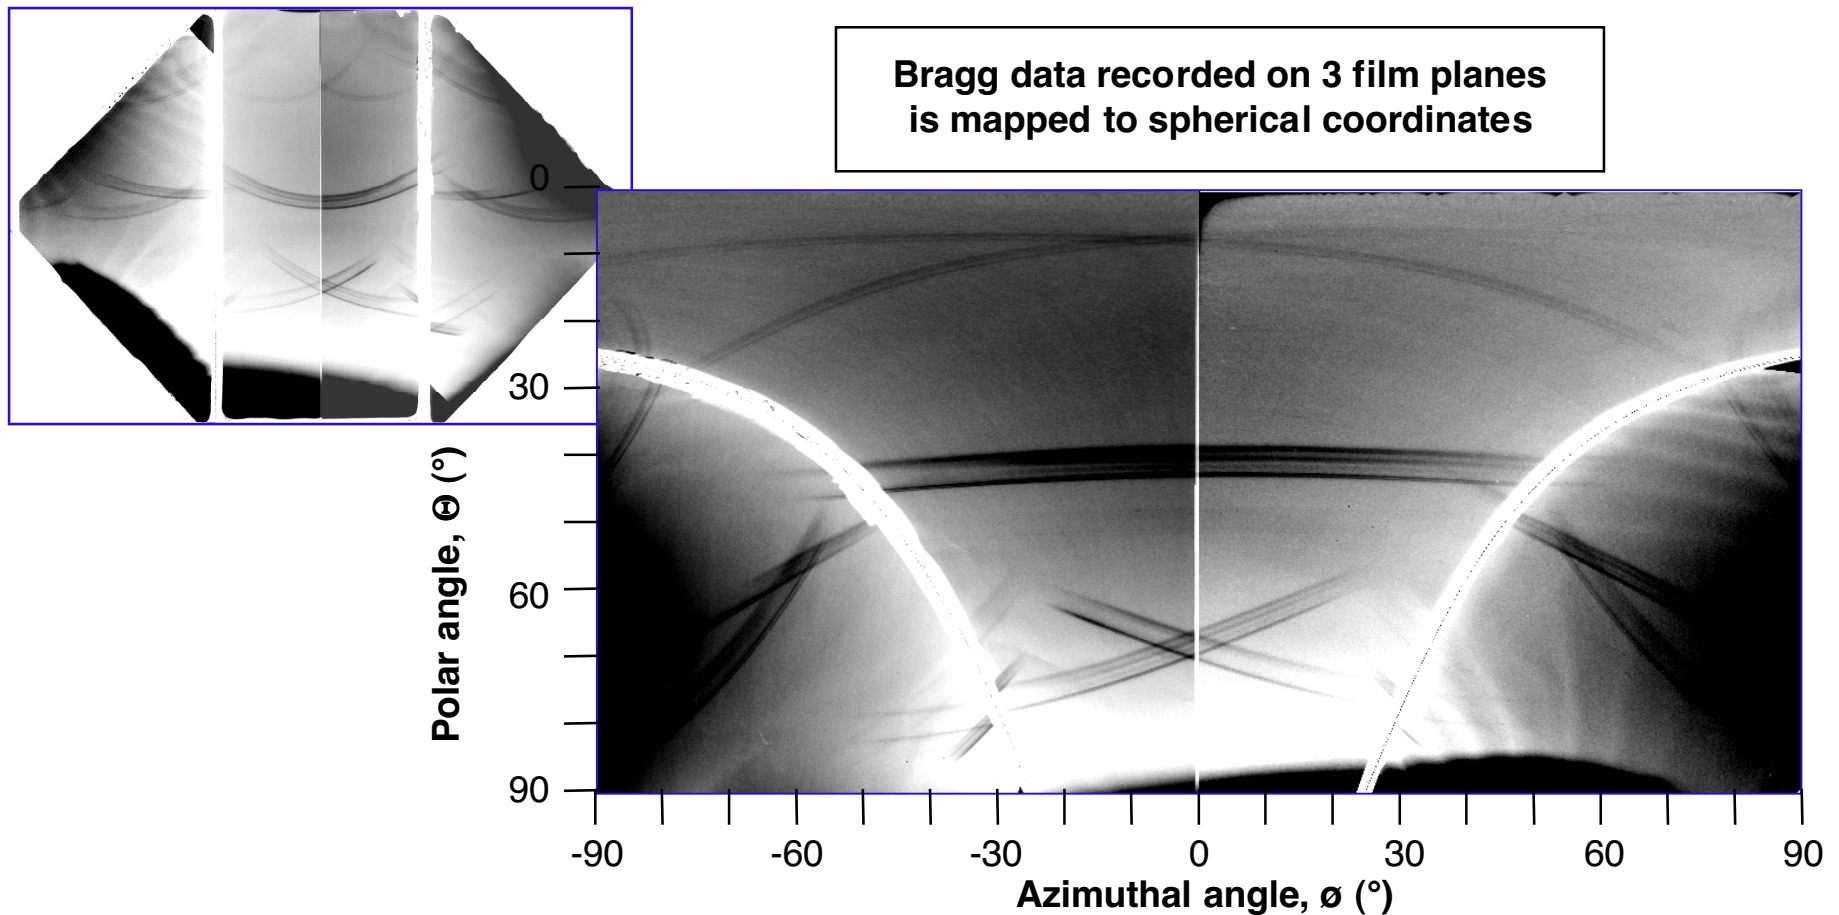 Bragg data recorded on 3 film planes
is mapped to spherical coordinates
0
30
60
90
Polar angle, Θ (°)
-90 -60 -30 0 30 60 90
Azimuthal angle, ø (°)